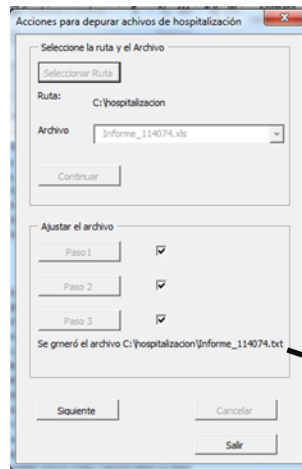 Acciones para depurar achivos de hospitalización
Seleccione la ruta y el Archivo
Seleccionar Ruta
Ruta: C:\hospitalizacion
Archivo Informe_114074.xls
Continuar
Ajustar el archivo
Paso1
Paso 2
Paso 3
Se grneró el archivo C:\hospitalizacion\Informe_114074.txt
Siguiente Cancelar
Salir